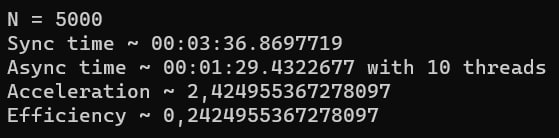 N = 5000
Sync time ~ 00:03:36.8697719
Async time ~ 00:01:29.4322677 with 10 threads
Acceleration ~ 2,424955367278097
Efficiency ~ 0,2424955367278097